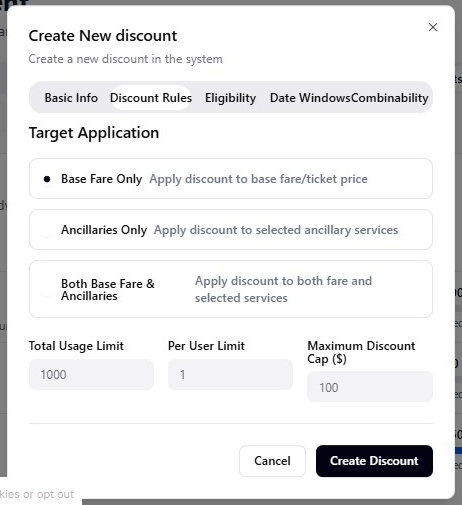 Create New discount
Create a new discount in the system
Basic Info Discount Rules Eligibility Date Windows Combinability
Target Application
Base Fare Only Apply discount to base fare/ticket price
Ancillaries Only Apply discount to selected ancillary services
Both Base Fare & Ancillaries
Apply discount to both fare and
selected services
Total Usage Limit
1000
Per User Limit
1
Maximum Discount
Cap ($)
100
Cancel Create Discount
kies or opt out